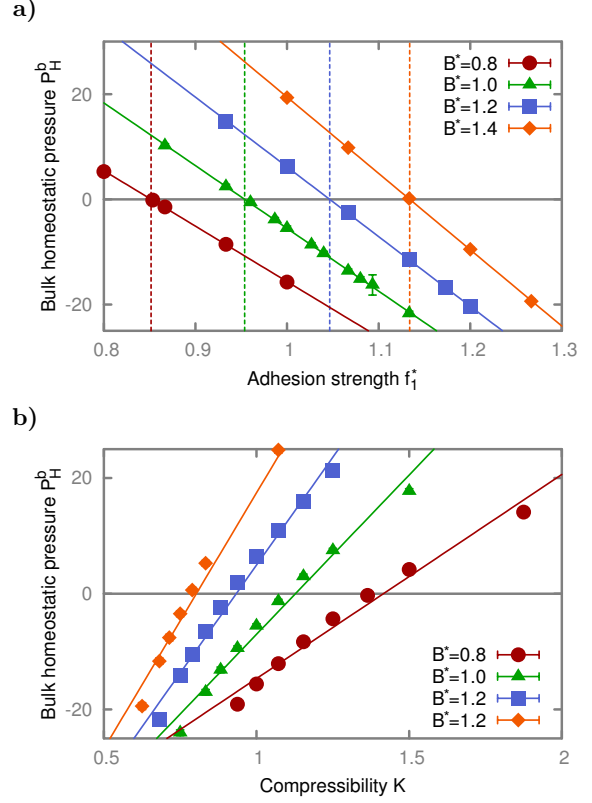 a)
Bulk homeostatic pressure P_H^b
20
0
-20
B*=0.8
B*=1.0
B*=1.2
B*=1.4
0.8 0.9 1 1.1 1.2 1.3
Adhesion strength f_1^*
b)
Bulk homeostatic pressure P_H^b
20
0
-20
B*=0.8
B*=1.0
B*=1.2
B*=1.2
0.5 1 1.5 2
Compressibility K